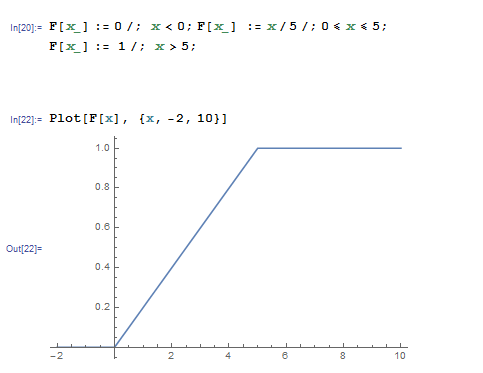 In[20]:= F[x_] := 0 /; x < 0; F[x_] := x / 5 /; 0 ≤ x ≤ 5;
F[x_] := 1 /; x > 5;
In[22]:= Plot[F[x], {x, -2, 10}]
1.0
0.8
0.6
Out[22]=
0.4
0.2
-2 2 4 6 8 10